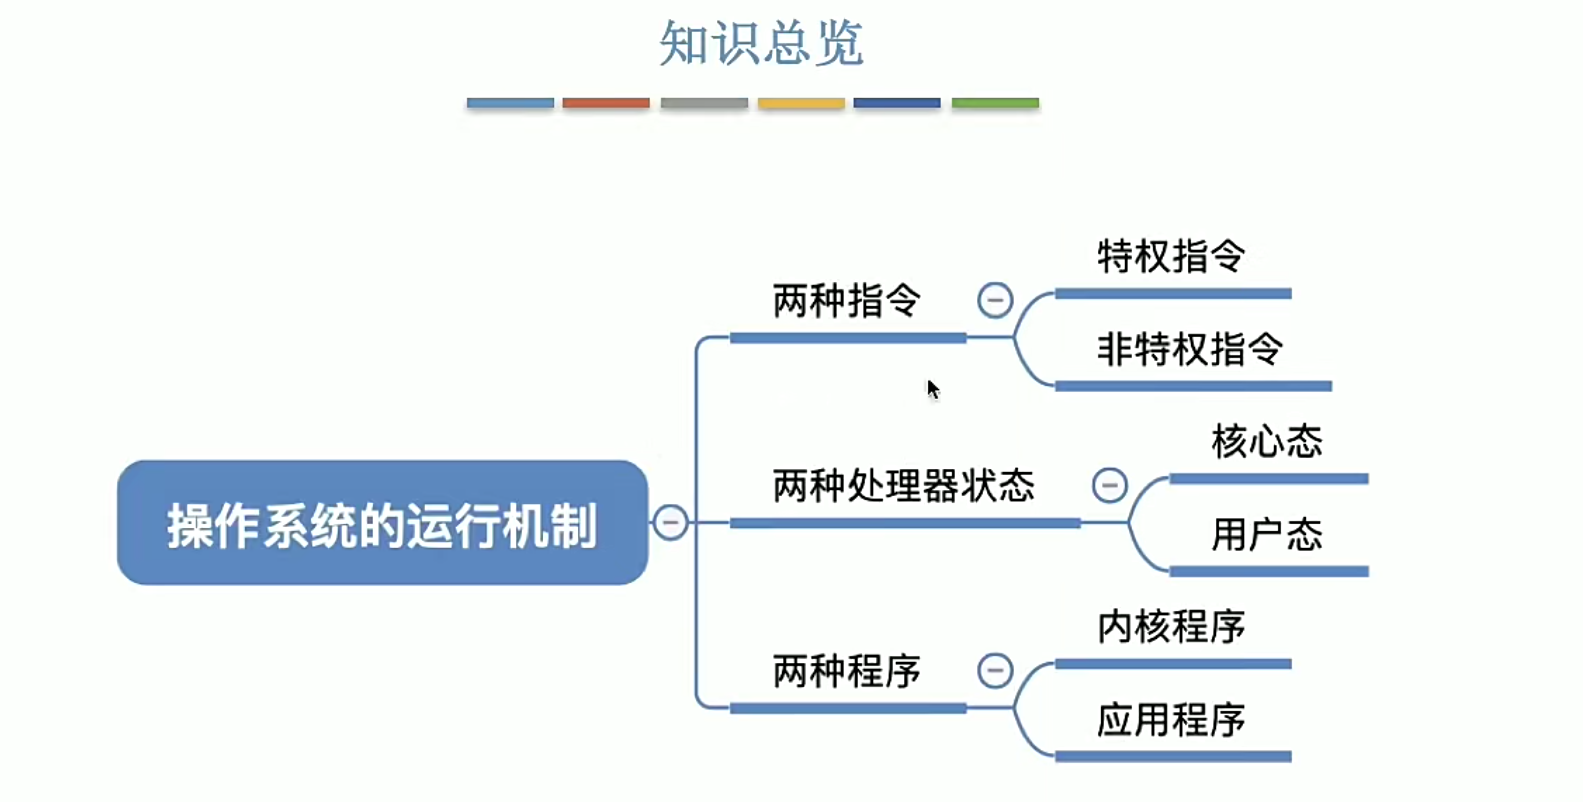 知识总览
操作系统的运行机制
两种指令
特权指令
非特权指令
两种处理器状态
核心态
用户态
两种程序
内核程序
应用程序